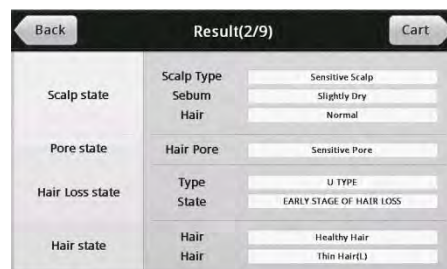 Back Result(2/9) Cart
Scalp state
Scalp Type Sensitive Scalp
Sebum Slightly Dry
Hair Normal
Pore state
Hair Pore Sensitive Pore
Hair Loss state
Type U TYPE
State EARLY STAGE OF HAIR LOSS
Hair state
Hair Healthy Hair
Hair Thin Hair(L)